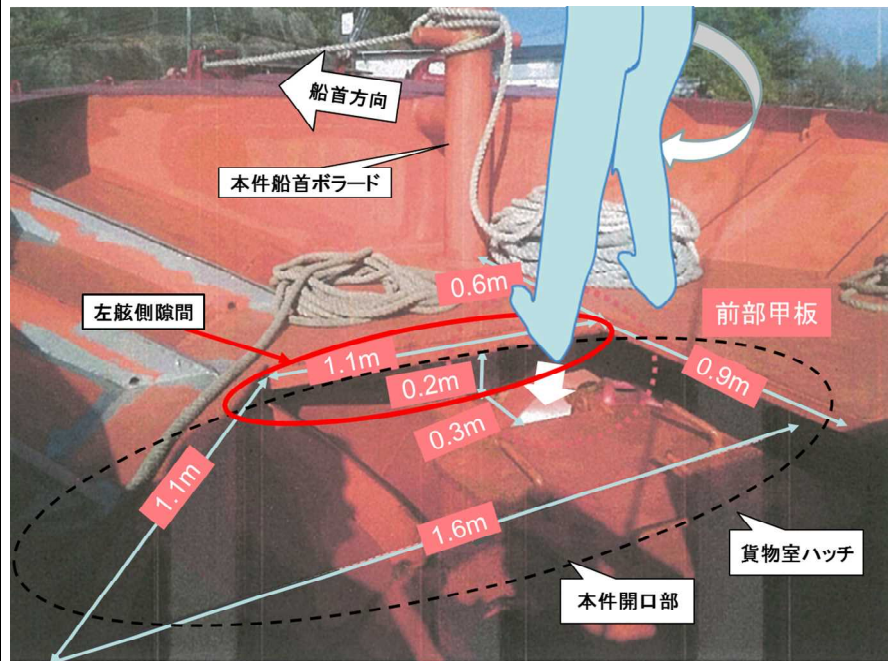 船首方向
本件船首ボラード
0.6m
左舷側隙間
前部甲板
1.1m
0.2m
0.9m
0.3m
1.1m
1.6m
貨物室ハッチ
本件開口部